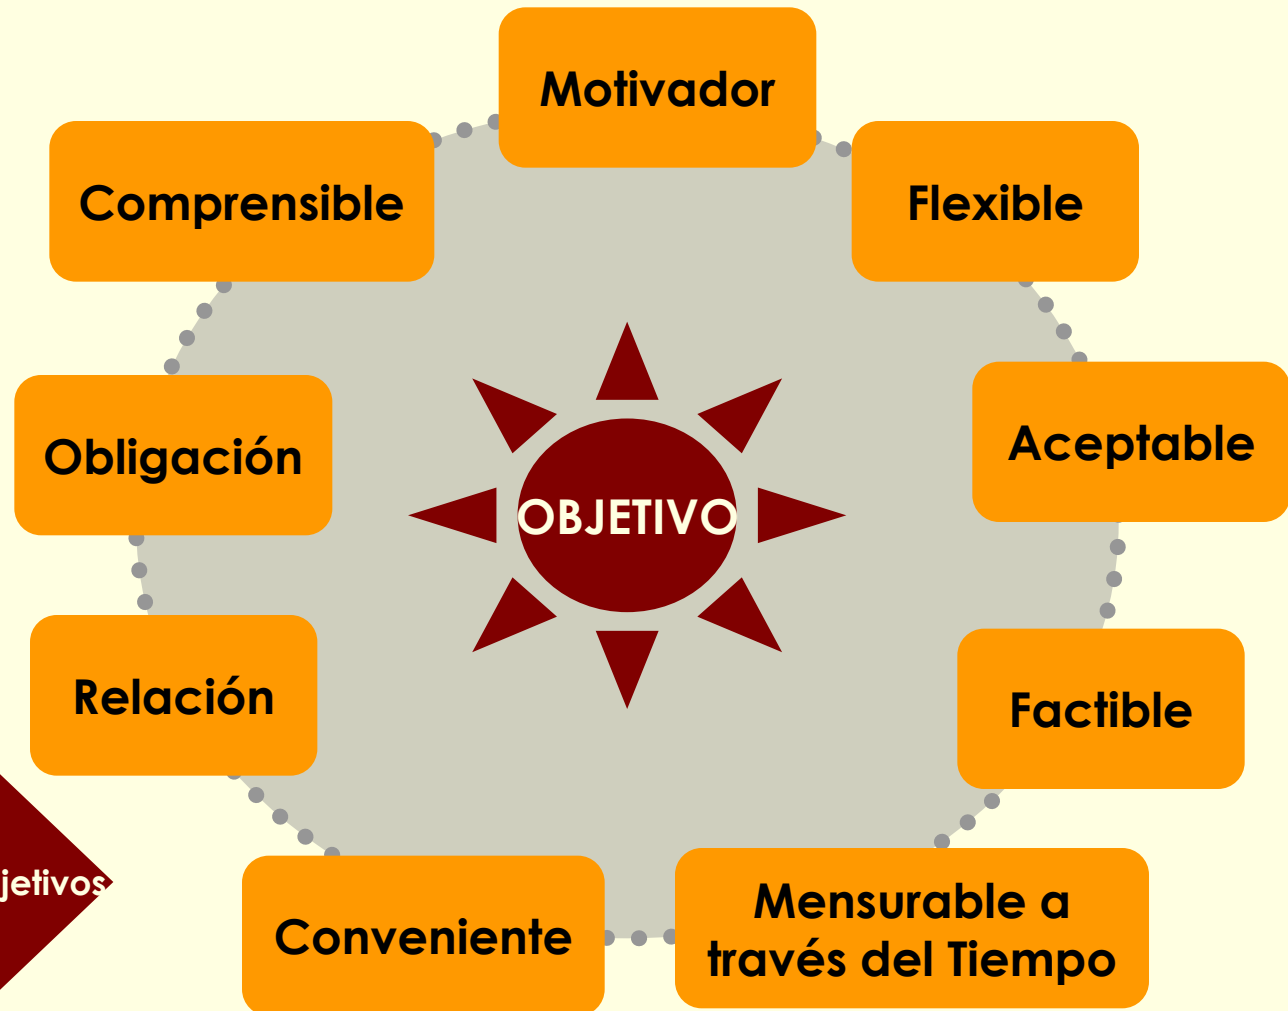 Motivador
Comprensible
Flexible
Obligación
Aceptable
OBJETIVO
Relación
Factible
jetivos
Conveniente
Mensurable a
través del Tiempo